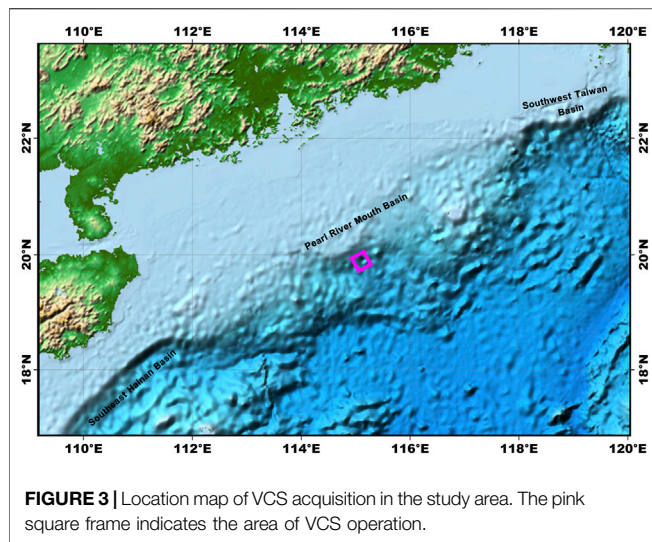 110°E 112°E 114°E 116°E 118°E 120°E
Southwest Taiwan
Basin
22°N
22°N
Pearl River Mouth Basin
20°N
20°N
18°N
18°N
Southeast Hainan Basin
110°E 112°E 114°E 116°E 118°E 120°E
FIGURE 3 | Location map of VCS acquisition in the study area. The pink
square frame indicates the area of VCS operation.